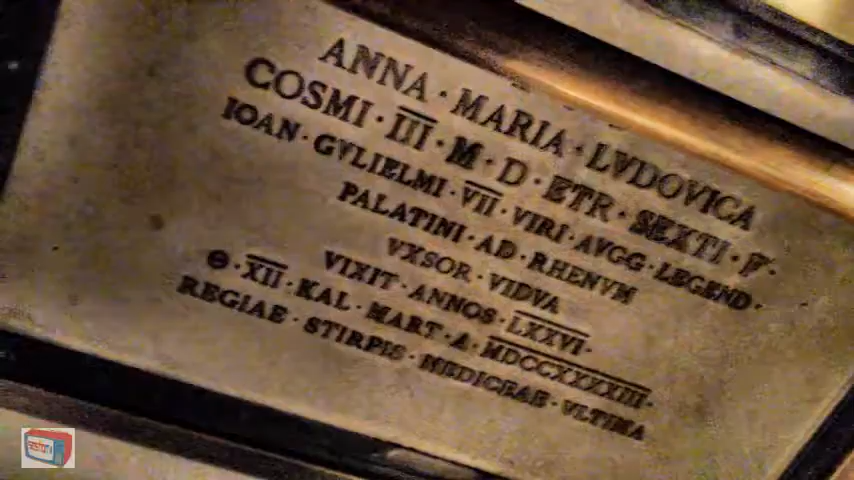 ANNA · MARIA · LVDOVICA
COSMI · III · M · D · ETR · SEXTI · F ·
IOAN · GVLIELMI · VII · VIRI · AVGG · LEGEND ·
PALATINI · AD · RHENVM
VXSOR · VIDVA
VIXIT · ANNOS · LXXVI ·
Θ · XII · KAL · MART · A · MDCCXXXXIII ·
REGIAE · STIRPIS · MEDICEAE · VLTIMA